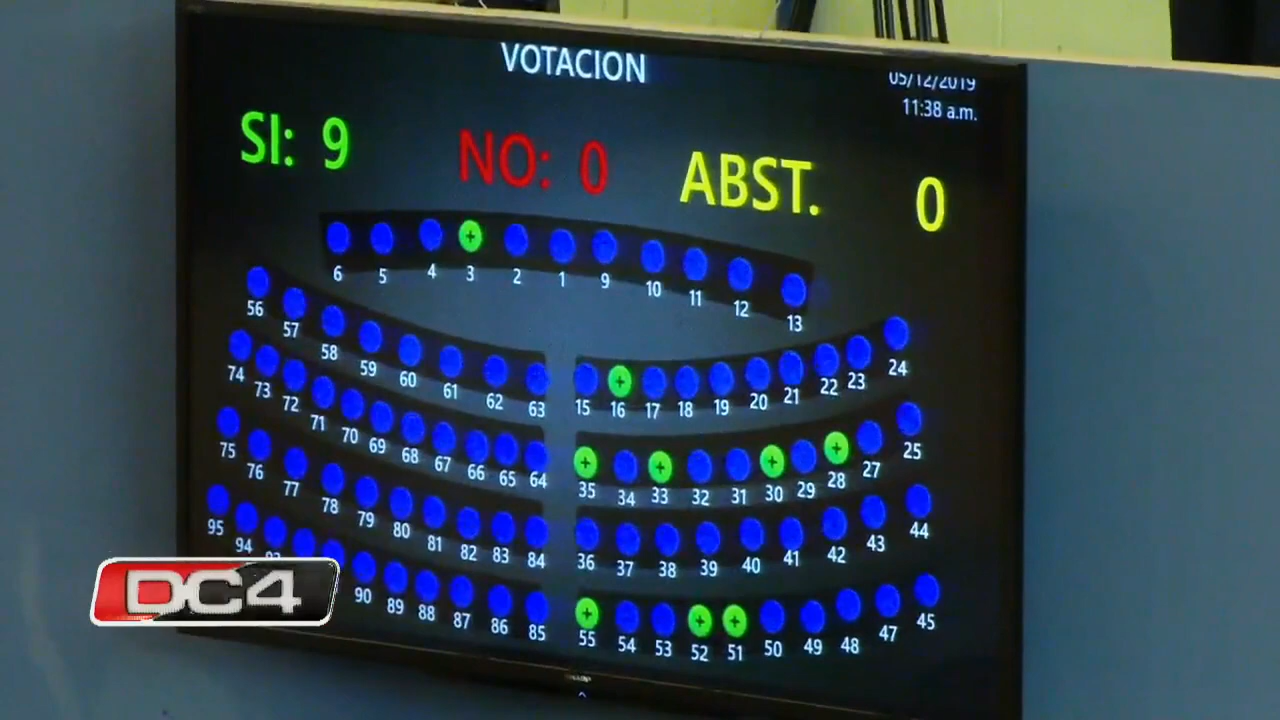 VOTACION
05/12/2019
11:38 a.m.
SI: 9 NO: 0 ABST. 0
6 5 4 3 2 1 9 10 11 12 13
56 57 58 59 60 61 62 63 15 16 17 18 19 20 21 22 23 24
74 73 72 71 70 69 68 67 66 65 64 35 34 33 32 31 30 29 28 27 25
75 76 77 78 79 80 81 82 83 84 36 37 38 39 40 41 42 43 44
95 94 90 89 88 87 86 85 55 54 53 52 51 50 49 48 47 45
DC4